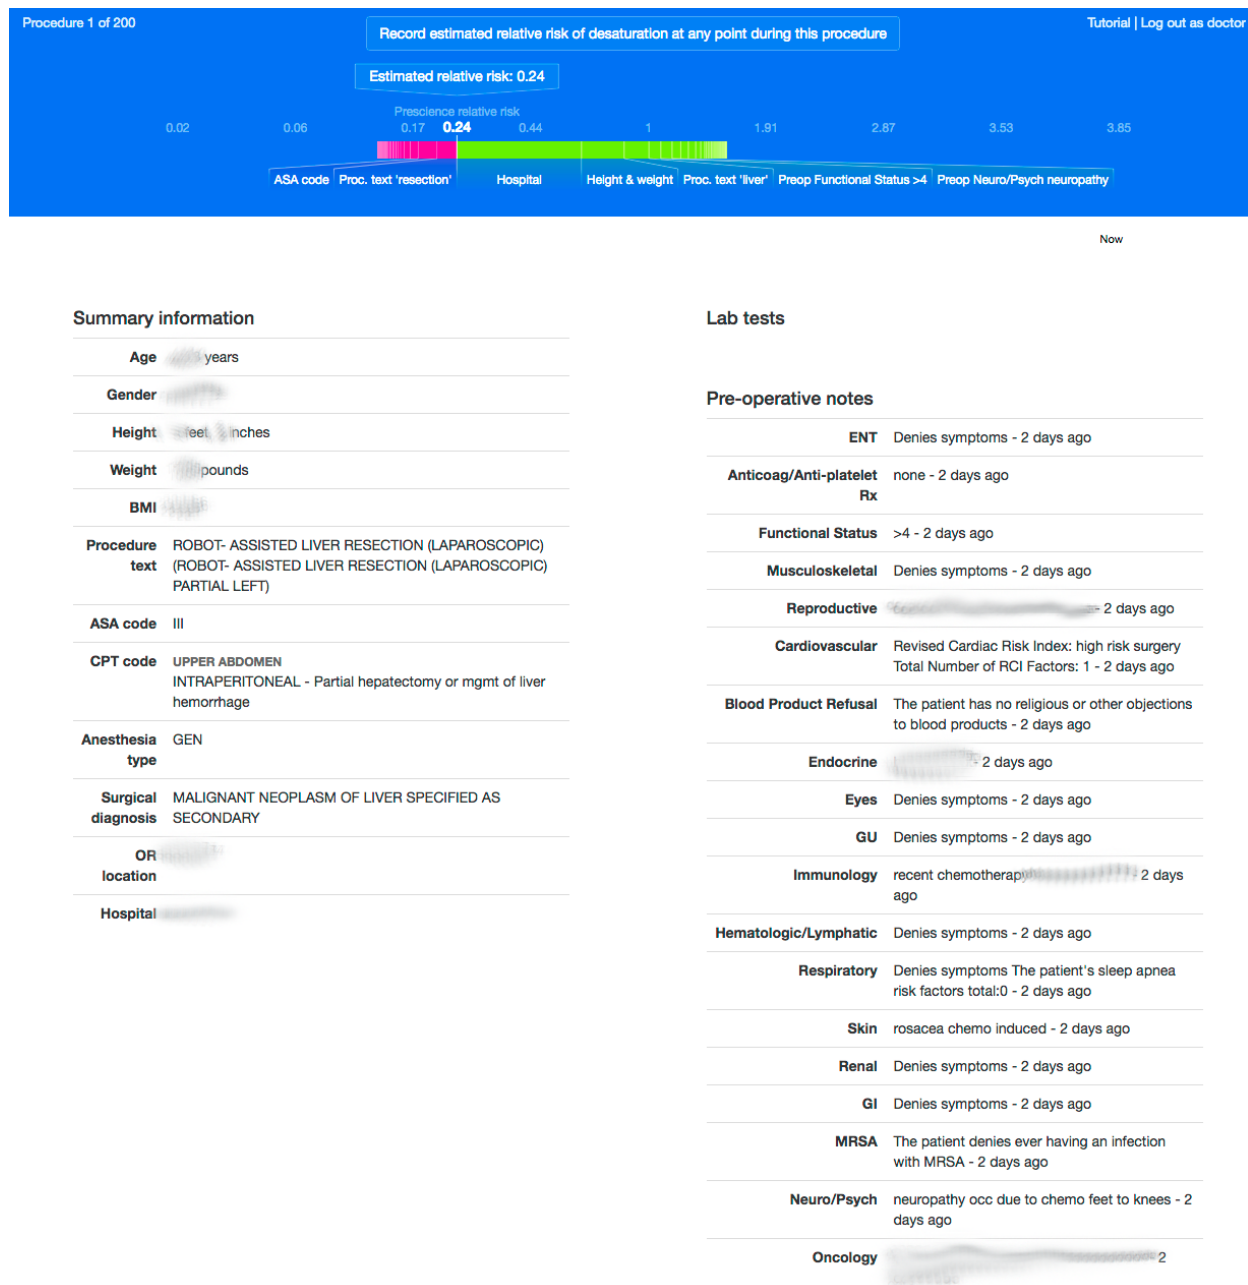 Procedure 1 of 200
Record estimated relative risk of desaturation at any point during this procedure
Tutorial | Log out as doctor
Estimated relative risk: 0.24
Prescience relative risk
0.02 0.06 0.17 0.24 0.44 1 1.91 2.87 3.53 3.85
ASA code Proc. text 'resection' Hospital Height & weight Proc. text 'liver' Preop Functional Status >4 Preop Neuro/Psych neuropathy
Now
Summary information
Age years
Gender
Height feet, inches
Weight pounds
BMI
Procedure text ROBOT- ASSISTED LIVER RESECTION (LAPAROSCOPIC)
(ROBOT- ASSISTED LIVER RESECTION (LAPAROSCOPIC)
PARTIAL LEFT)
ASA code III
CPT code UPPER ABDOMEN
INTRAPERITONEAL - Partial hepatectomy or mgmt of liver
hemorrhage
Anesthesia type GEN
Surgical diagnosis MALIGNANT NEOPLASM OF LIVER SPECIFIED AS
SECONDARY
OR location
Hospital
Lab tests
Pre-operative notes
ENT Denies symptoms - 2 days ago
Anticoag/Anti-platelet Rx none - 2 days ago
Functional Status >4 - 2 days ago
Musculoskeletal Denies symptoms - 2 days ago
Reproductive - 2 days ago
Cardiovascular Revised Cardiac Risk Index: high risk surgery
Total Number of RCI Factors: 1 - 2 days ago
Blood Product Refusal The patient has no religious or other objections
to blood products - 2 days ago
Endocrine - 2 days ago
Eyes Denies symptoms - 2 days ago
GU Denies symptoms - 2 days ago
Immunology recent chemotherapy - 2 days
ago
Hematologic/Lymphatic Denies symptoms - 2 days ago
Respiratory Denies symptoms The patient's sleep apnea
risk factors total:0 - 2 days ago
Skin rosacea chemo induced - 2 days ago
Renal Denies symptoms - 2 days ago
GI Denies symptoms - 2 days ago
MRSA The patient denies ever having an infection
with MRSA - 2 days ago
Neuro/Psych neuropathy occ due to chemo feet to knees - 2
days ago
Oncology 2